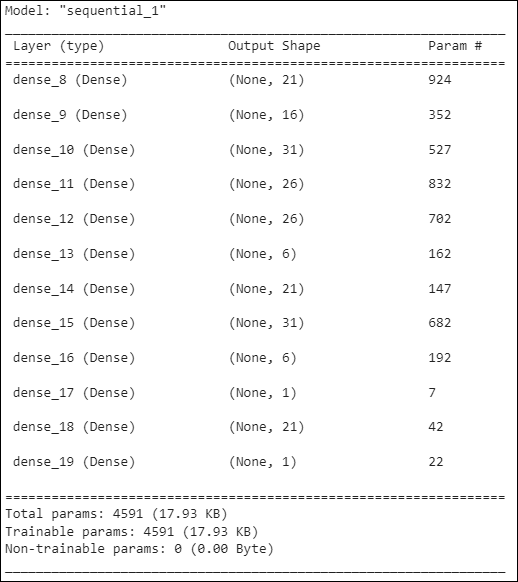 Model: "sequential_1"
Layer (type) Output Shape Param #
dense_8 (Dense) (None, 21) 924
dense_9 (Dense) (None, 16) 352
dense_10 (Dense) (None, 31) 527
dense_11 (Dense) (None, 26) 832
dense_12 (Dense) (None, 26) 702
dense_13 (Dense) (None, 6) 162
dense_14 (Dense) (None, 21) 147
dense_15 (Dense) (None, 31) 682
dense_16 (Dense) (None, 6) 192
dense_17 (Dense) (None, 1) 7
dense_18 (Dense) (None, 21) 42
dense_19 (Dense) (None, 1) 22
Total params: 4591 (17.93 KB)
Trainable params: 4591 (17.93 KB)
Non-trainable params: 0 (0.00 Byte)